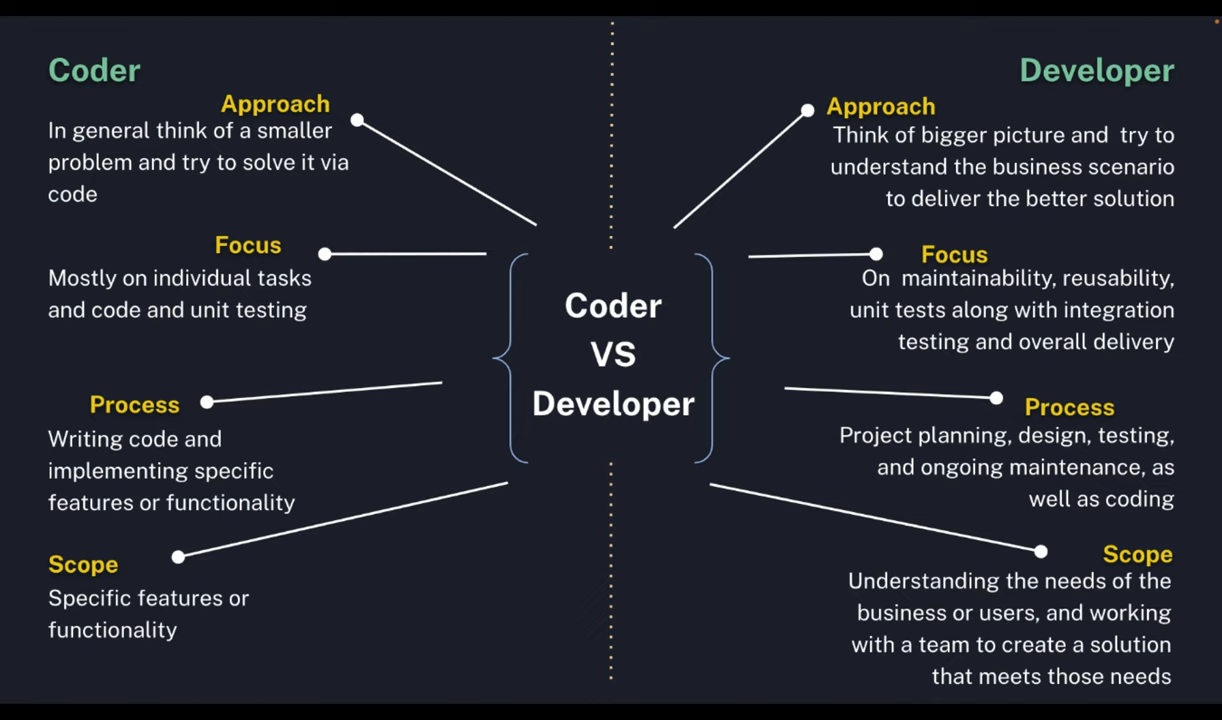 Coder
Approach
In general think of a smaller
problem and try to solve it via
code
Focus
Mostly on individual tasks
and code and unit testing
Process
Writing code and
implementing specific
features or functionality
Scope
Specific features or
functionality
Coder
VS
Developer
Developer
Approach
Think of bigger picture and  try to
understand the business scenario
to deliver the better solution
Focus
On  maintainability, reusability,
unit tests along with integration
testing and overall delivery
Process
Project planning, design, testing,
and ongoing maintenance, as
well as coding
Scope
Understanding the needs of the
business or users, and working
with a team to create a solution
that meets those needs